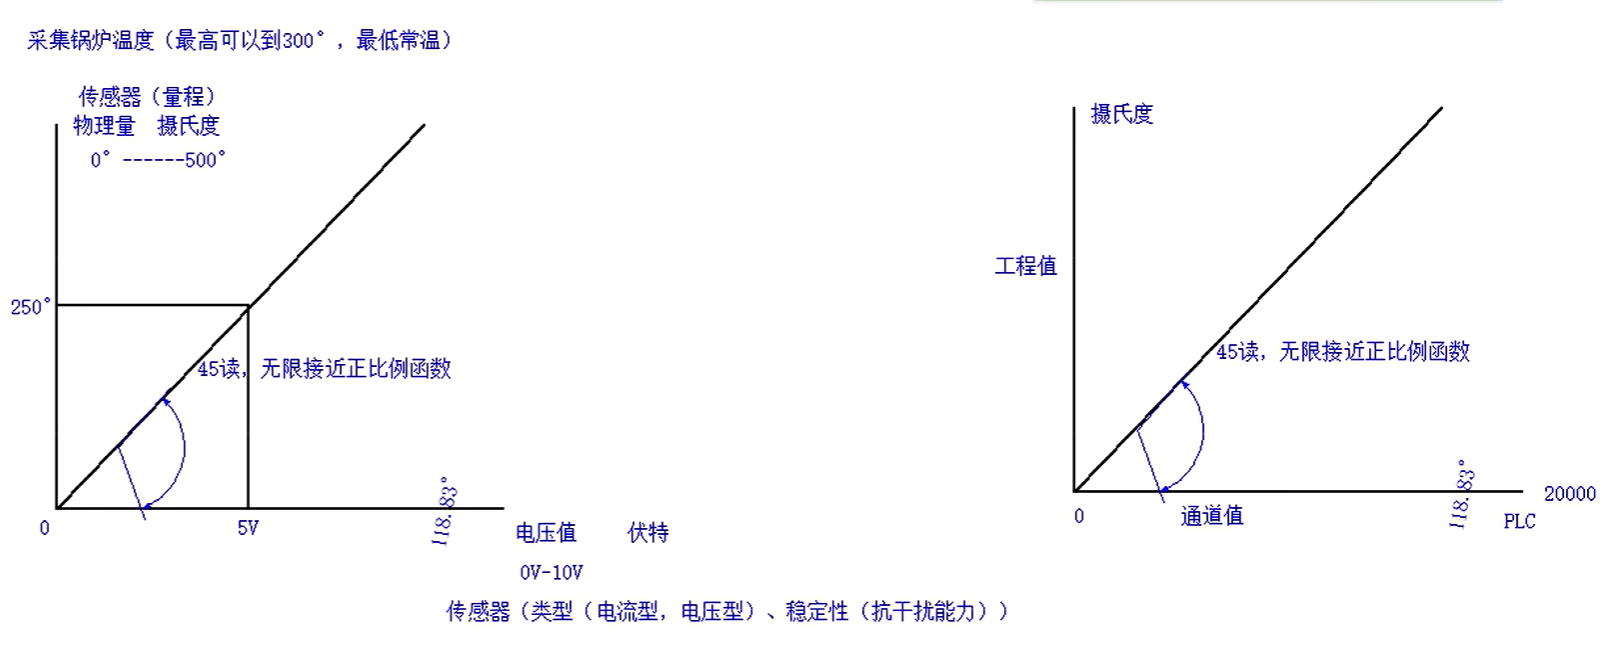 采集锅炉温度（最高可以到300°，最低常温）
传感器（量程）
物理量 摄氏度
0°------500°
250°
45读，无限接近正比例函数
118.83°
0
5V
电压值 伏特
0V-10V
摄氏度
工程值
45读，无限接近正比例函数
118.83°
0
通道值
20000
PLC
传感器（类型（电流型，电压型）、稳定性（抗干扰能力））